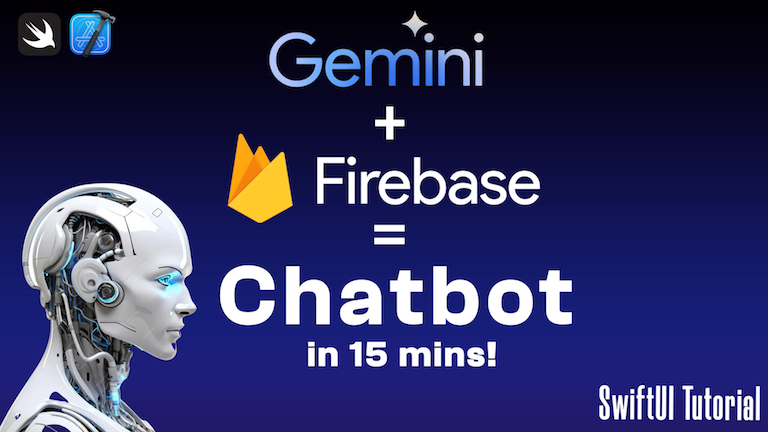 Gemini
+
Firebase
=
Chatbot
in 15 mins!
SwiftUI Tutorial